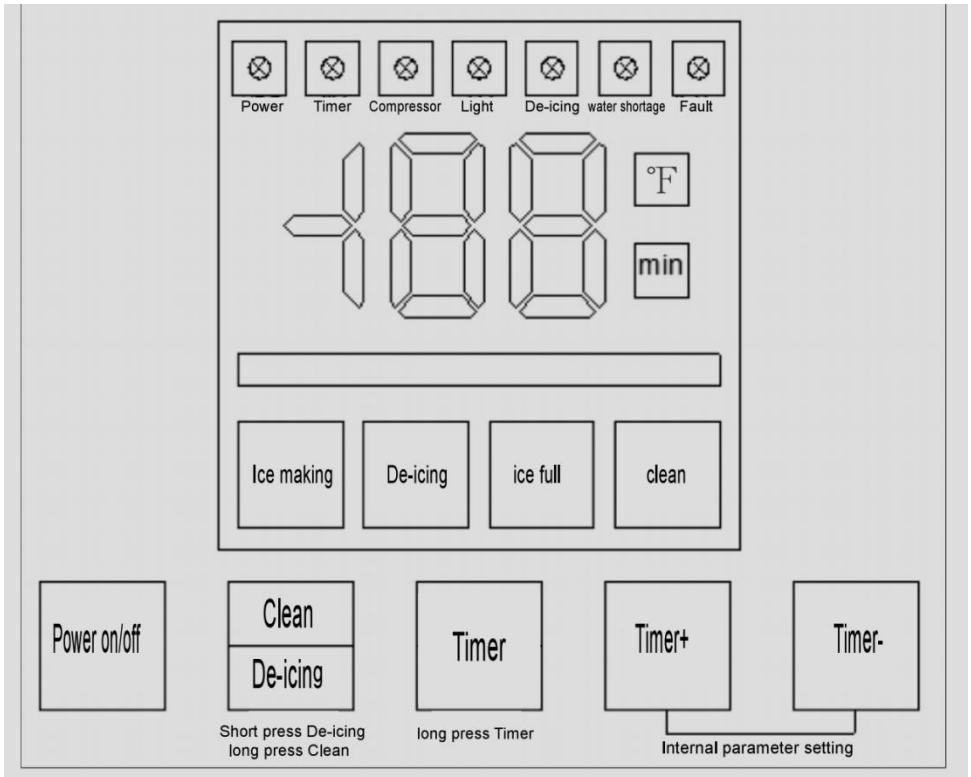 Power Timer Compressor Light De-icing water shortage Fault
°F
min
Ice making De-icing ice full clean
Power on/off
Clean
De-icing
Timer
Timer+
Timer-
Short press De-icing
long press Clean
long press Timer
Internal parameter setting